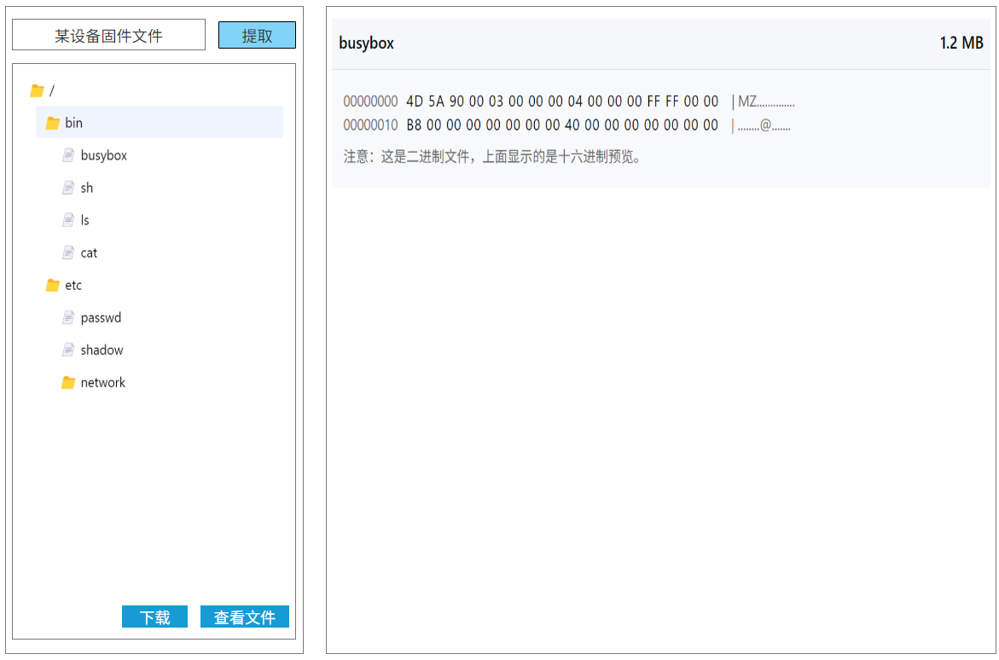 某设备固件文件
提取
/
bin
busybox
sh
ls
cat
etc
passwd
shadow
network
下载
查看文件
busybox
1.2 MB
00000000 4D 5A 90 00 03 00 00 00 04 00 00 00 FF FF 00 00 |MZ..............
00000010 B8 00 00 00 00 00 00 00 40 00 00 00 00 00 00 00 |........@.......
注意：这是二进制文件，上面显示的是十六进制预览。